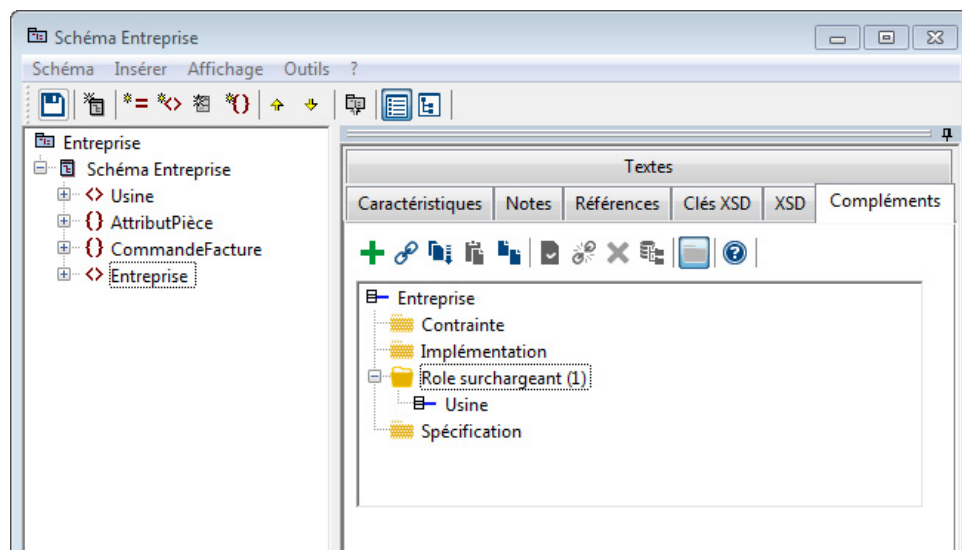 Schéma Entreprise
Schéma Insérer Affichage Outils ?
Entreprise
Schéma Entreprise
Usine
AttributPièce
CommandeFacture
Entreprise
Textes
Caractéristiques Notes Références Clés XSD XSD Compléments
Entreprise
Contrainte
Implémentation
Role surchargeant (1)
Usine
Spécification